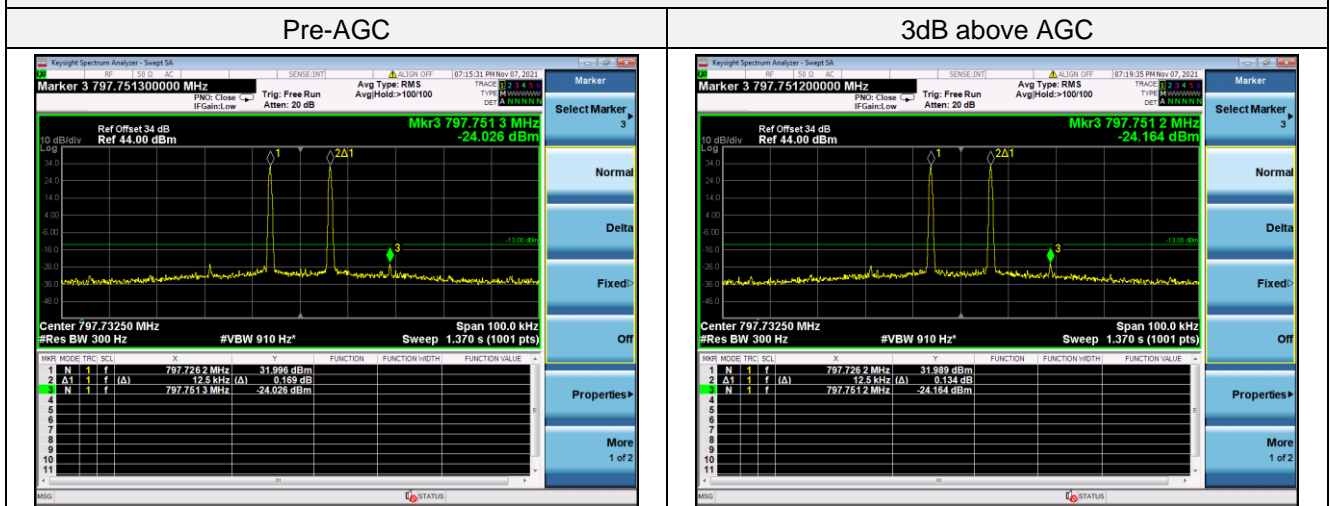 Pre-AGC
3dB above AGC
Keysight Spectrum Analyzer - Swept SA
RF 50 Ω AC SENSE:INT ALIGN OFF 07:15:31 PM Nov 07, 2021
Marker 3 797.751300000 MHz
PNO: Close
IFGain:Low
Trig: Free Run
Atten: 20 dB
Avg Type: RMS
Avg|Hold:>100/100
TRACE 1 2 3 4 5 6
TYPE M WWWWW
DET A N N N N N
Ref Offset 34 dB
Ref 44.00 dBm
10 dB/div
Log
Mkr3 797.751 3 MHz
-24.026 dBm
34.0
24.0
14.0
4.00
-6.00
-16.0
-26.0
-36.0
-46.0
1
2Δ1
3
-13.00 dBm
Center 797.73250 MHz
Span 100.0 kHz
#Res BW 300 Hz
#VBW 910 Hz*
Sweep 1.370 s (1001 pts)
MKR MODE TRC SCL X Y FUNCTION FUNCTION WIDTH FUNCTION VALUE
1 N 1 f 797.726 2 MHz 31.996 dBm
2 Δ1 1 f (Δ) 12.5 kHz (Δ) 0.169 dB
3 N 1 f 797.751 3 MHz -24.026 dBm
4
5
6
7
8
9
10
11
MSG STATUS
Marker
Select Marker
3
Normal
Delta
Fixed
Off
Properties
More
1 of 2
Keysight Spectrum Analyzer - Swept SA
RF 50 Ω AC SENSE:INT ALIGN OFF 07:19:35 PM Nov 07, 2021
Marker 3 797.751200000 MHz
PNO: Close
IFGain:Low
Trig: Free Run
Atten: 20 dB
Avg Type: RMS
Avg|Hold:>100/100
TRACE 1 2 3 4 5 6
TYPE M WWWWW
DET A N N N N N
Ref Offset 34 dB
Ref 44.00 dBm
10 dB/div
Log
Mkr3 797.751 2 MHz
-24.164 dBm
34.0
24.0
14.0
4.00
-6.00
-16.0
-26.0
-36.0
-46.0
1
2Δ1
3
-13.00 dBm
Center 797.73250 MHz
Span 100.0 kHz
#Res BW 300 Hz
#VBW 910 Hz*
Sweep 1.370 s (1001 pts)
MKR MODE TRC SCL X Y FUNCTION FUNCTION WIDTH FUNCTION VALUE
1 N 1 f 797.726 2 MHz 31.989 dBm
2 Δ1 1 f (Δ) 12.5 kHz (Δ) 0.134 dB
3 N 1 f 797.751 2 MHz -24.164 dBm
4
5
6
7
8
9
10
11
MSG STATUS
Marker
Select Marker
3
Normal
Delta
Fixed
Off
Properties
More
1 of 2